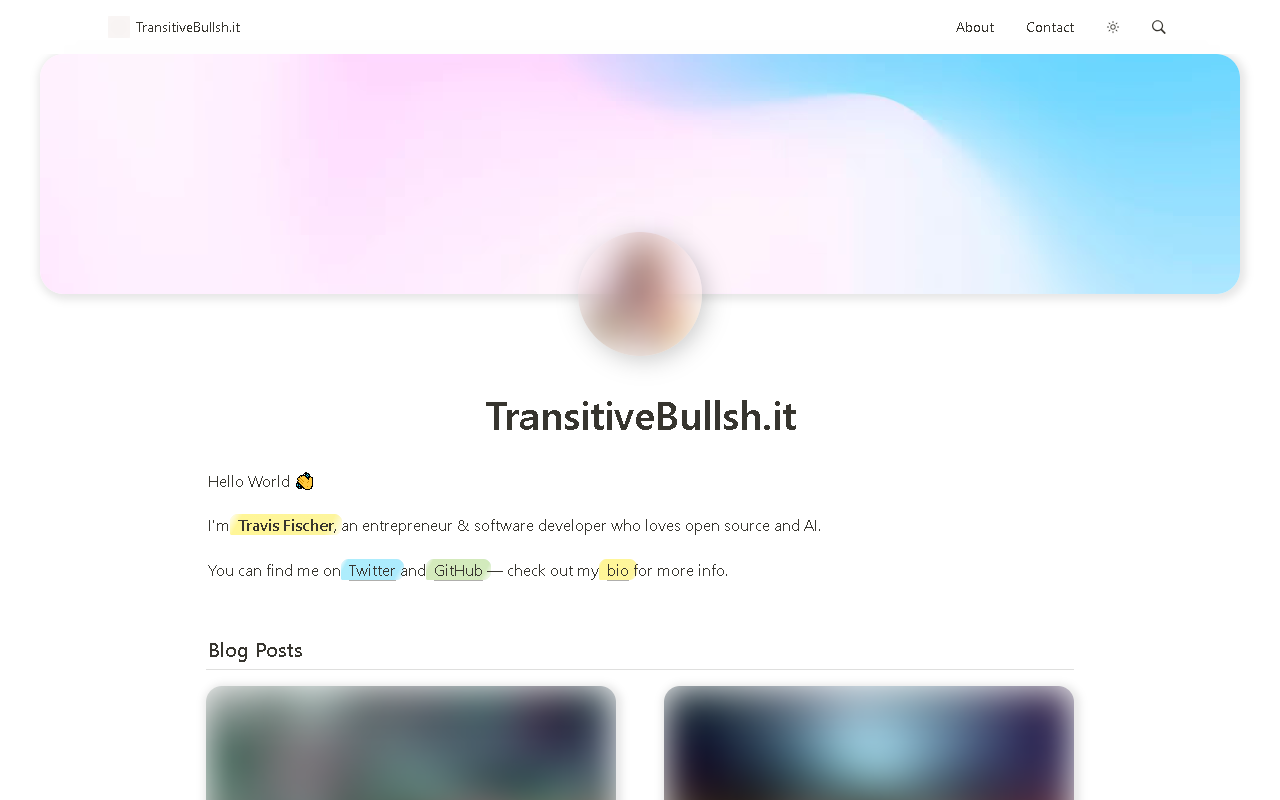 TransitiveBullsh.it
About
Contact
TransitiveBullsh.it
Hello World 👏
I'm Travis Fischer, an entrepreneur & software developer who loves open source and AI.
You can find me on Twitter and GitHub — check out my bio for more info.
Blog Posts